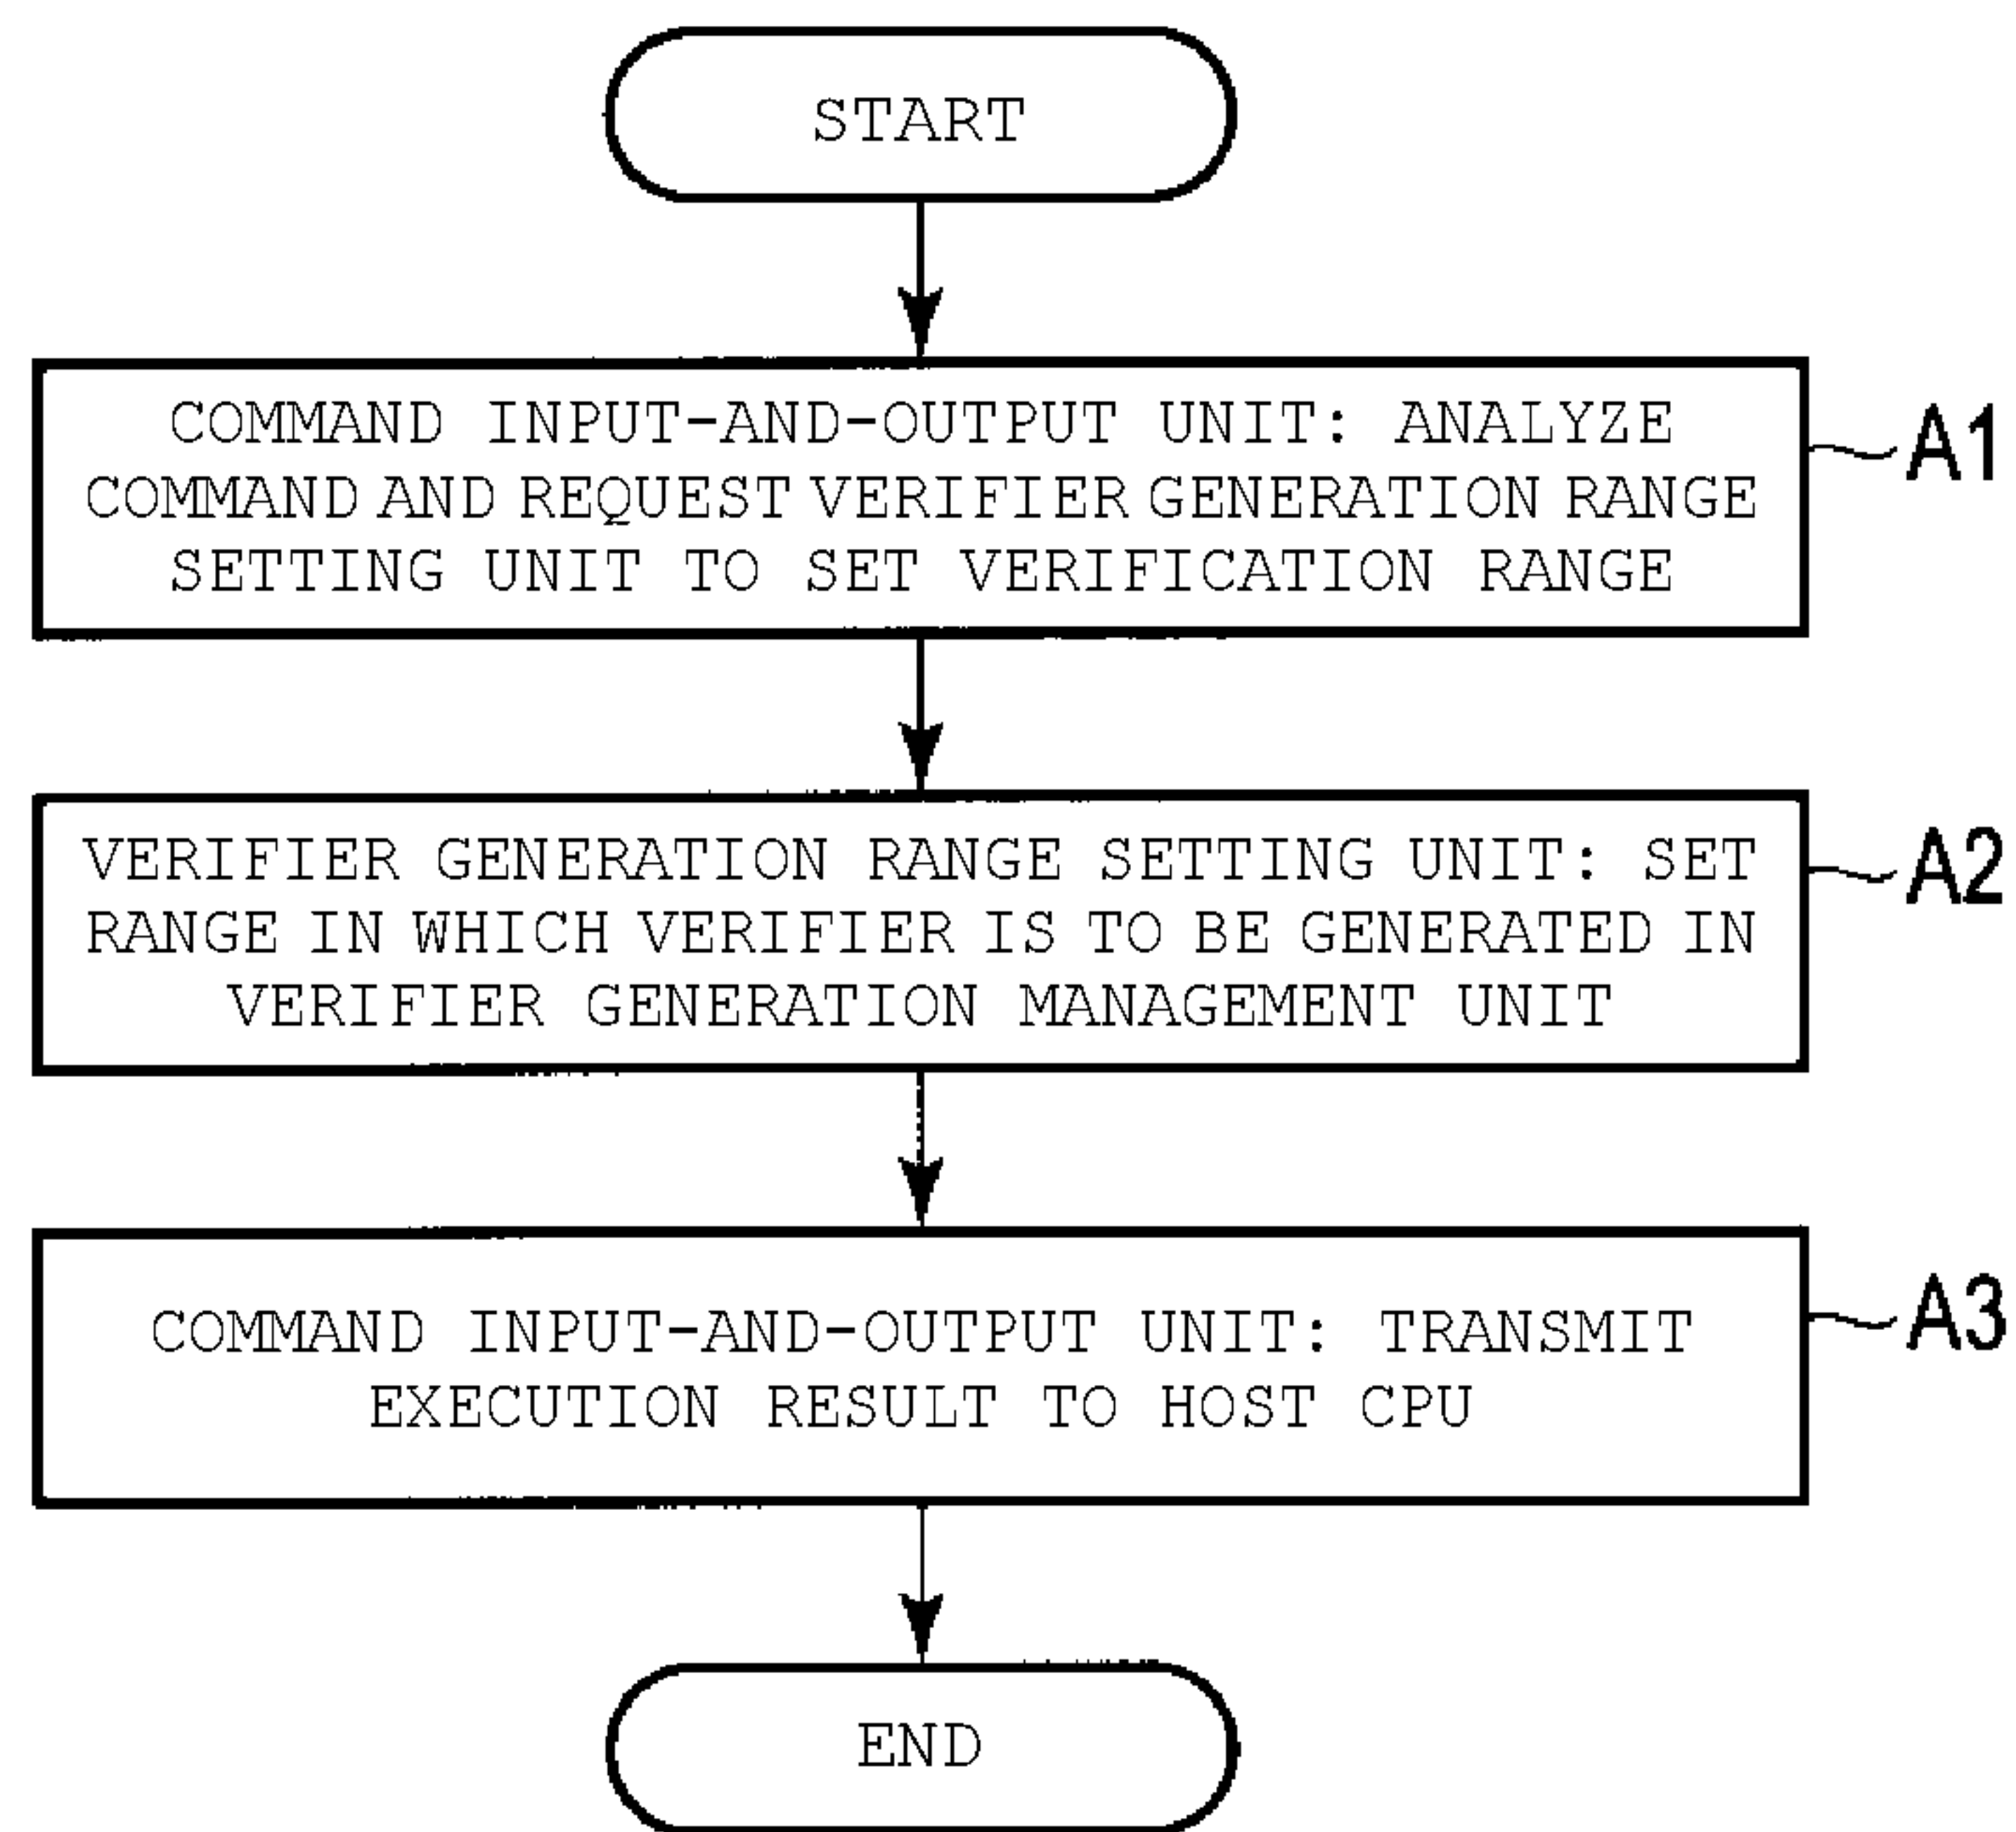 START
COMMAND INPUT-AND-OUTPUT UNIT: ANALYZE
COMMAND AND REQUEST VERIFIER GENERATION RANGE
SETTING UNIT TO SET VERIFICATION RANGE
A1
VERIFIER GENERATION RANGE SETTING UNIT: SET
RANGE IN WHICH VERIFIER IS TO BE GENERATED IN
VERIFIER GENERATION MANAGEMENT UNIT
A2
COMMAND INPUT-AND-OUTPUT UNIT: TRANSMIT
EXECUTION RESULT TO HOST CPU
A3
END